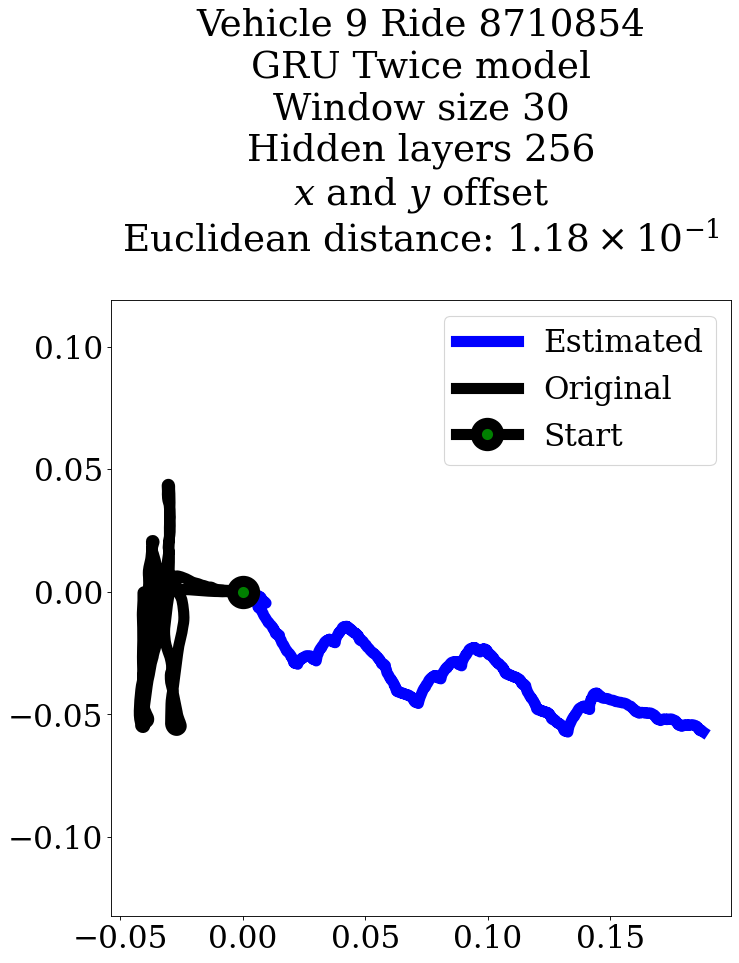 Vehicle 9 Ride 8710854
GRU Twice model
Window size 30
Hidden layers 256
x and y offset
Euclidean distance: 1.18 × 10⁻¹
Estimated
Original
Start
0.10
0.05
0.00
−0.05
−0.10
−0.05 0.00 0.05 0.10 0.15